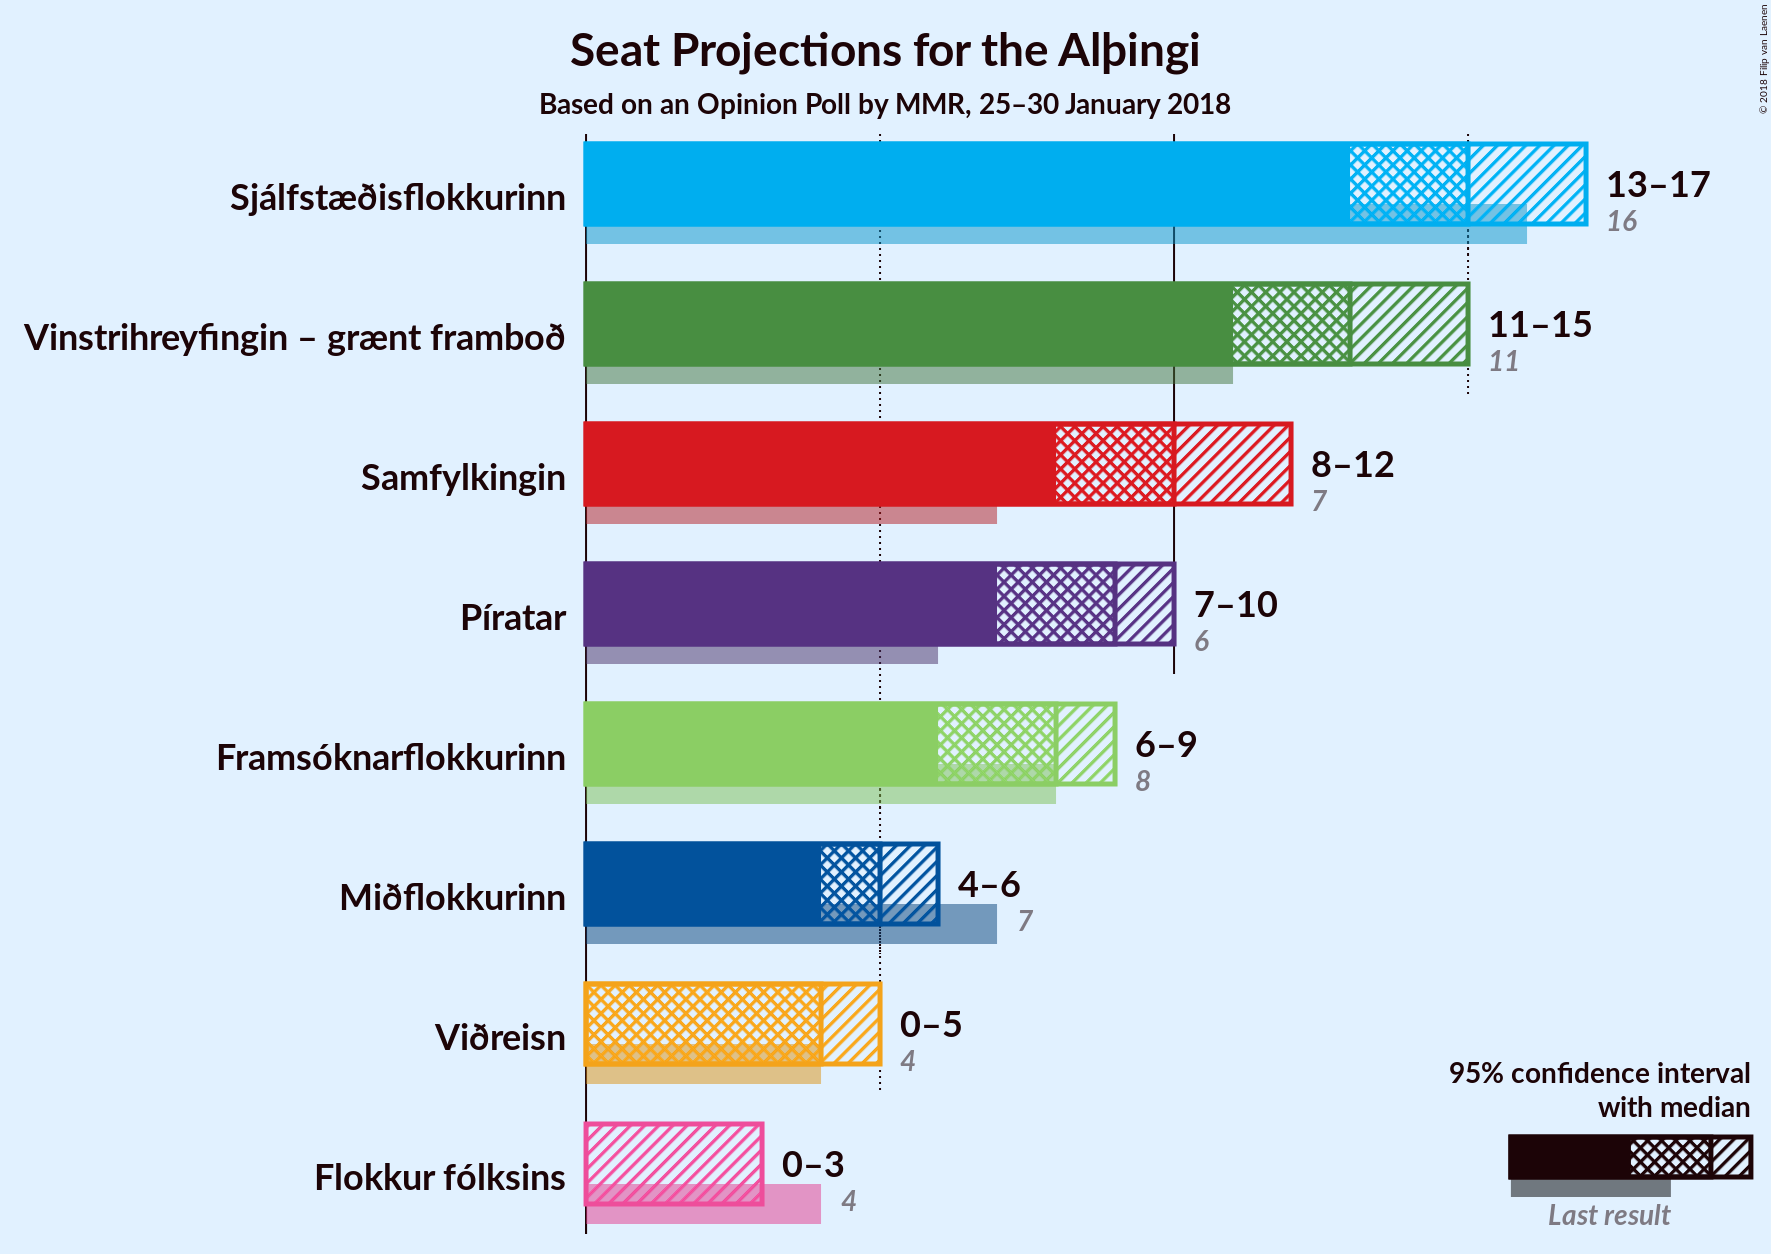 Seat Projections for the Alþingi
Based on an Opinion Poll by MMR, 25–30 January 2018
© 2018 Filip van Laenen
Sjálfstæðisflokkurinn
13–17
16
Vinstrihreyfingin – grænt framboð
11–15
11
Samfylkingin
8–12
7
Píratar
7–10
6
Framsóknarflokkurinn
6–9
8
Miðflokkurinn
4–6
7
Viðreisn
0–5
4
Flokkur fólksins
0–3
4
95% confidence interval
with median
Last result